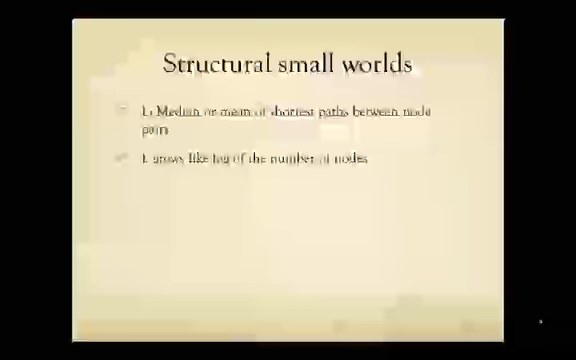 Structural small worlds
L: Median or mean of shortest paths between node
pairs
L grows like log of the number of nodes